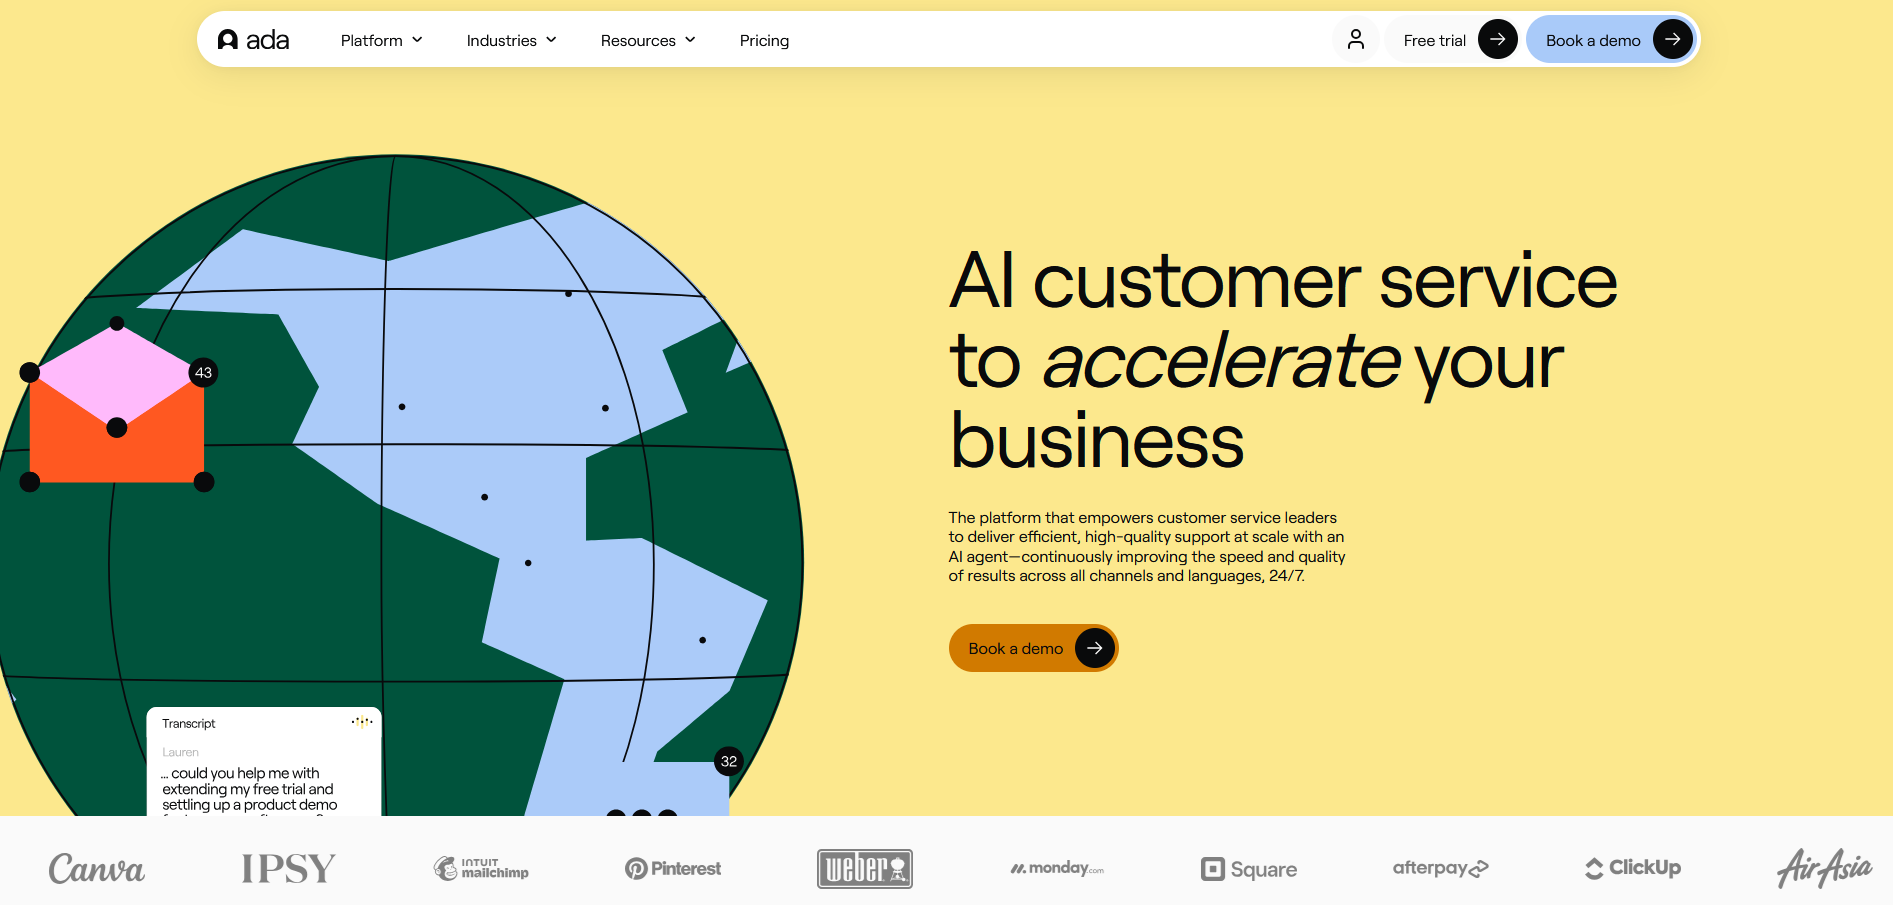 ada
Platform
Industries
Resources
Pricing
Free trial
Book a demo
AI customer service
to accelerate your
business
The platform that empowers customer service leaders
to deliver efficient, high-quality support at scale with an
AI agent—continuously improving the speed and quality
of results across all channels and languages, 24/7.
Book a demo
43
Transcript
Lauren
... could you help me with
extending my free trial and
settling up a product demo
32
Canva
IPSY
INTUIT
mailchimp
Pinterest
weber
monday.com
Square
afterpay
ClickUp
AirAsia